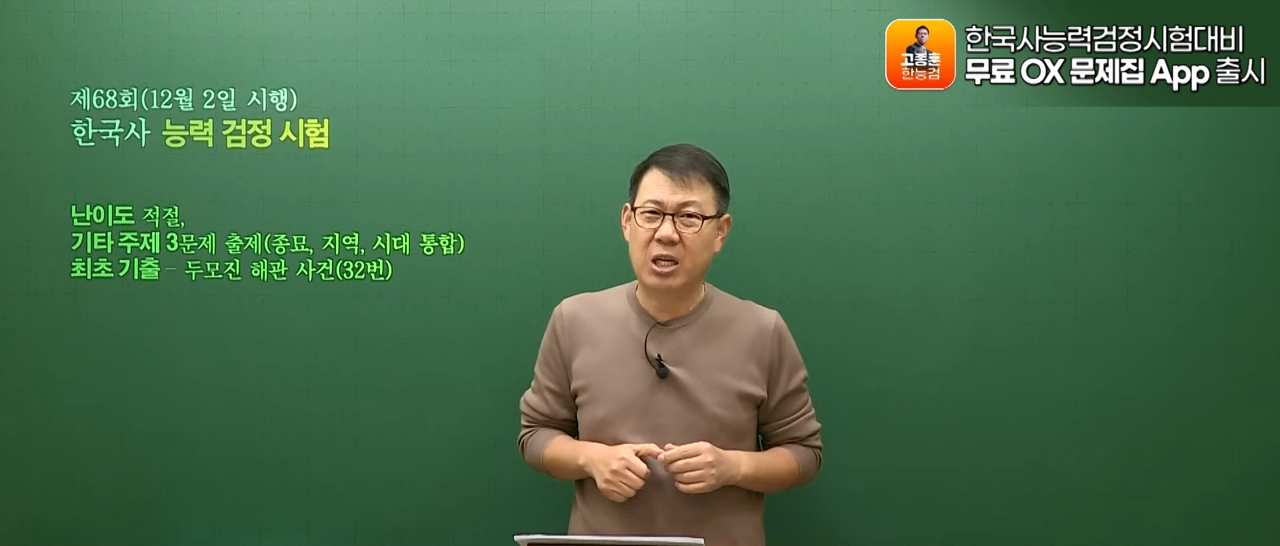 제68회(12월 2일 시행)
한국사 능력 검정 시험
난이도 적절,
기타 주제 3문제 출제(종묘, 지역, 시대 통합)
최초 기출 - 두모진 해관 사건(32번)
고종훈
한능검
한국사능력검정시험대비
무료 OX 문제집 App 출시